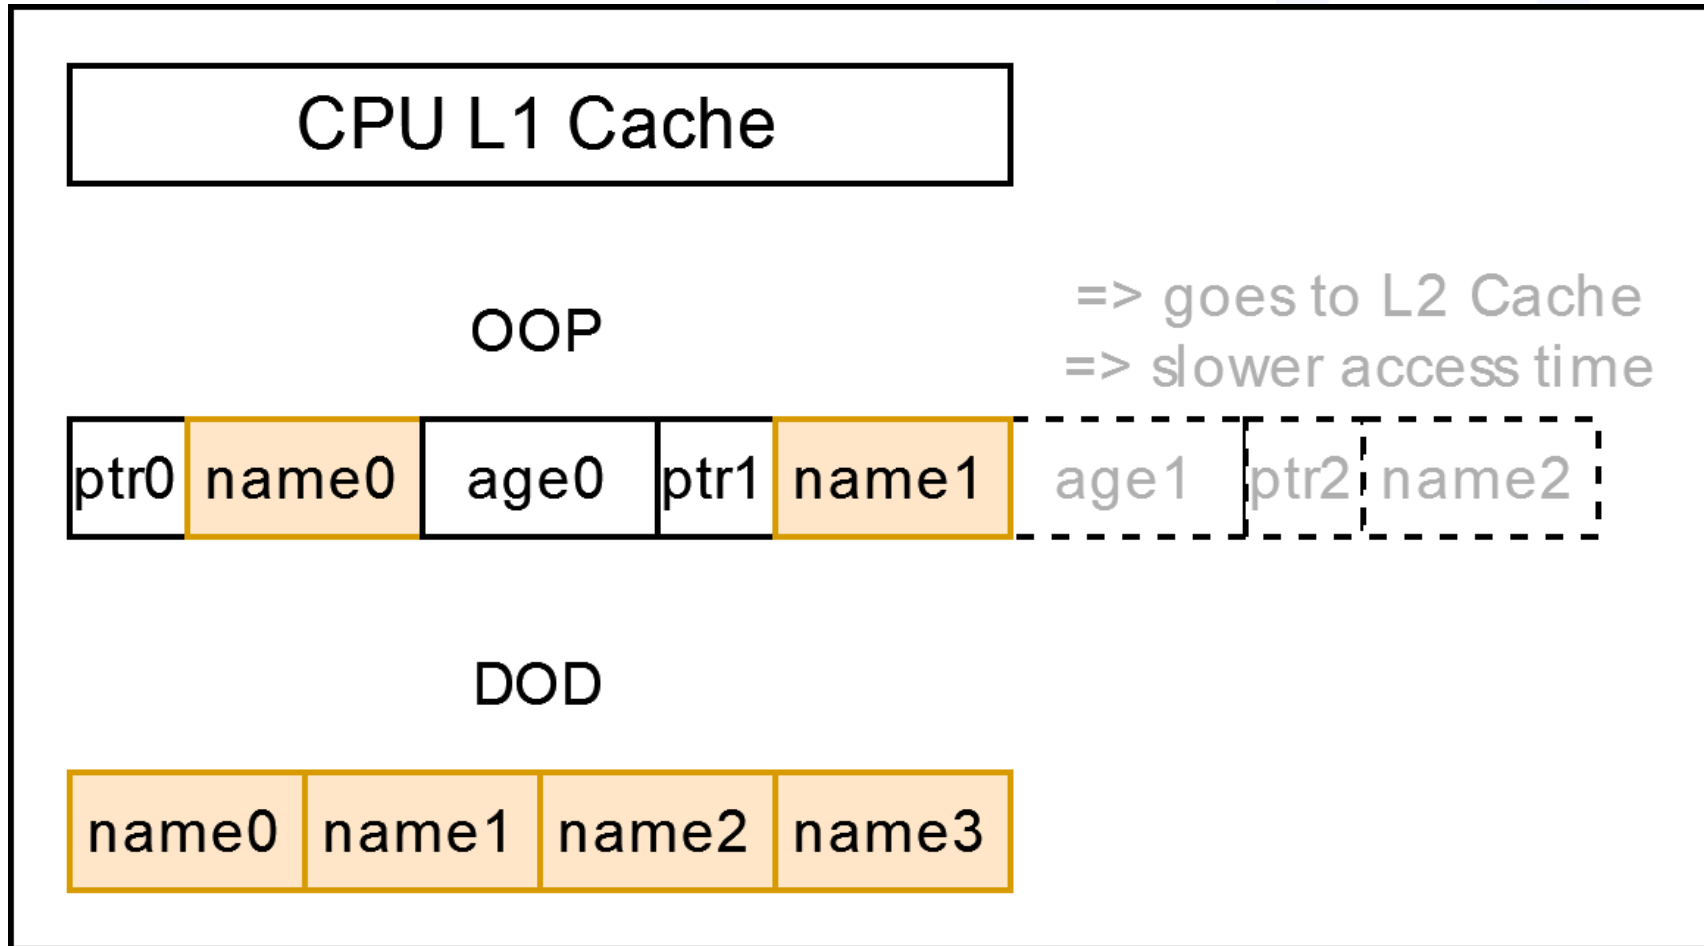 CPU L1 Cache
=> goes to L2 Cache
OOP
=> slower access time
ptr0 name0 age0 ptr1 name1 age1 ptr2 name2
DOD
name0 name1 name2 name3